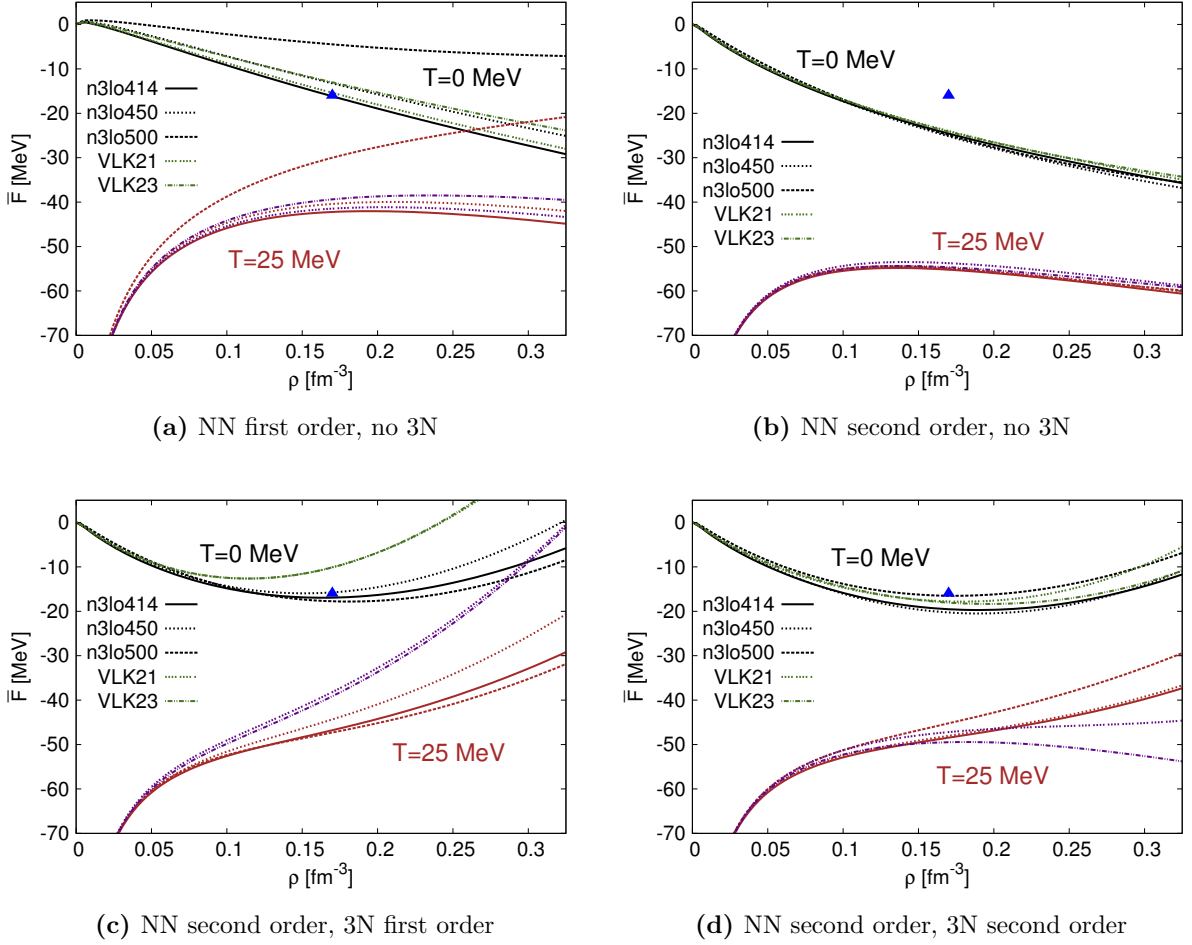 0
-10
-20
-30
-40
-50
-60
-70
F̅ [MeV]
n3lo414
n3lo450
n3lo500
VLK21
VLK23
T=0 MeV
T=25 MeV
0 0.05 0.1 0.15 0.2 0.25 0.3
ρ [fm⁻³]
(a) NN first order, no 3N
0
-10
-20
-30
-40
-50
-60
-70
F̅ [MeV]
T=0 MeV
n3lo414
n3lo450
n3lo500
VLK21
VLK23
T=25 MeV
0 0.05 0.1 0.15 0.2 0.25 0.3
ρ [fm⁻³]
(b) NN second order, no 3N
0
-10
-20
-30
-40
-50
-60
-70
F̅ [MeV]
T=0 MeV
n3lo414
n3lo450
n3lo500
VLK21
VLK23
T=25 MeV
0 0.05 0.1 0.15 0.2 0.25 0.3
ρ [fm⁻³]
(c) NN second order, 3N first order
0
-10
-20
-30
-40
-50
-60
-70
F̅ [MeV]
T=0 MeV
n3lo414
n3lo450
n3lo500
VLK21
VLK23
T=25 MeV
0 0.05 0.1 0.15 0.2 0.25 0.3
ρ [fm⁻³]
(d) NN second order, 3N second order